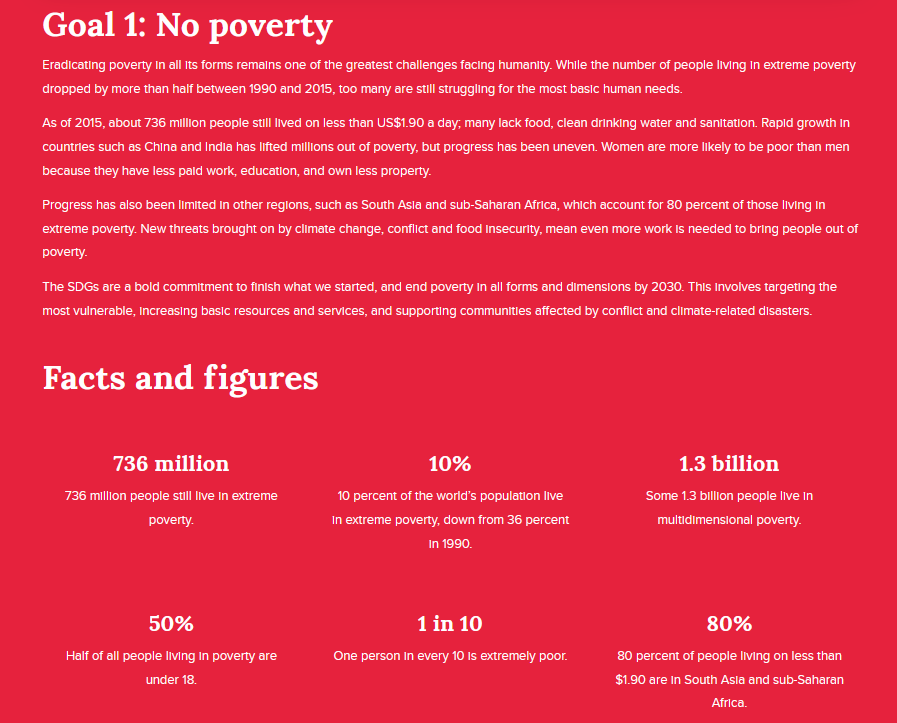 Goal 1: No poverty
Eradicating poverty in all its forms remains one of the greatest challenges facing humanity. While the number of people living in extreme poverty
dropped by more than half between 1990 and 2015, too many are still struggling for the most basic human needs.
As of 2015, about 736 million people still lived on less than US$1.90 a day; many lack food, clean drinking water and sanitation. Rapid growth in
countries such as China and India has lifted millions out of poverty, but progress has been uneven. Women are more likely to be poor than men
because they have less paid work, education, and own less property.
Progress has also been limited in other regions, such as South Asia and sub-Saharan Africa, which account for 80 percent of those living in
extreme poverty. New threats brought on by climate change, conflict and food insecurity, mean even more work is needed to bring people out of
poverty.
The SDGs are a bold commitment to finish what we started, and end poverty in all forms and dimensions by 2030. This involves targeting the
most vulnerable, increasing basic resources and services, and supporting communities affected by conflict and climate-related disasters.
Facts and figures
736 million
736 million people still live in extreme
poverty.
10%
10 percent of the world's population live
in extreme poverty, down from 36 percent
in 1990.
1.3 billion
Some 1.3 billion people live in
multidimensional poverty.
50%
Half of all people living in poverty are
under 18.
1 in 10
One person in every 10 is extremely poor.
80%
80 percent of people living on less than
$1.90 are in South Asia and sub-Saharan
Africa.